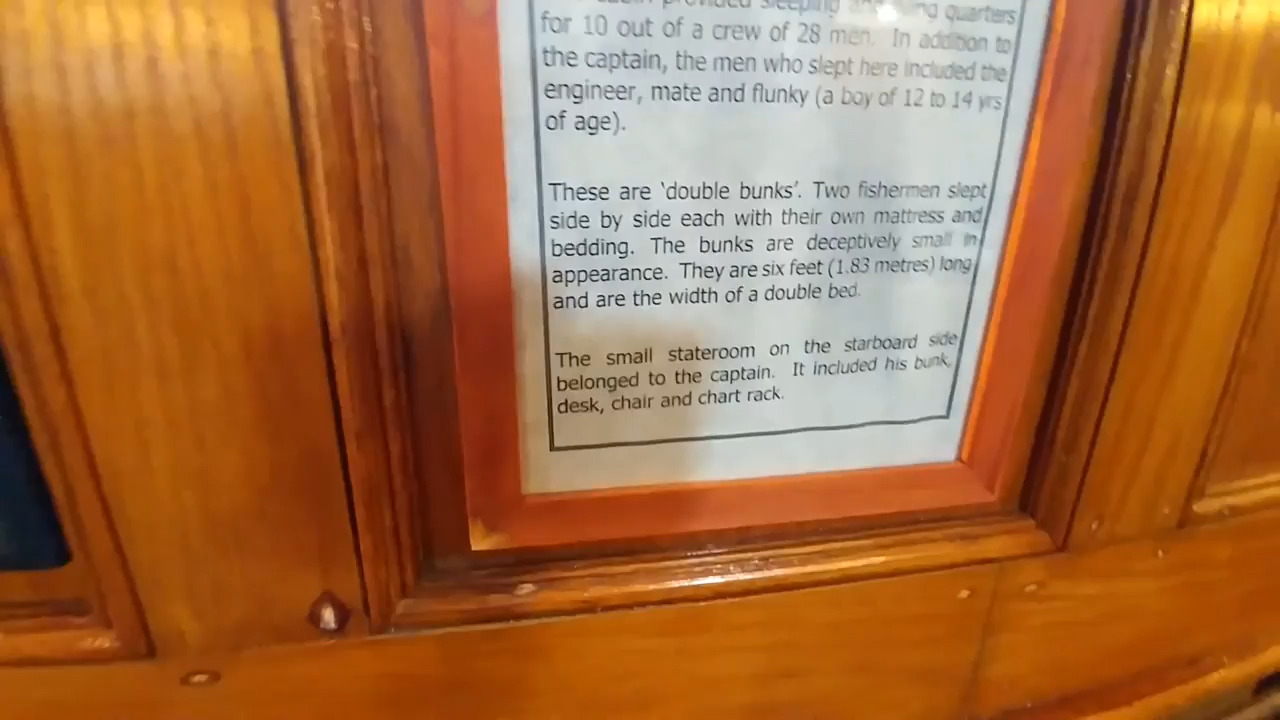 provided sleeping quarters
for 10 out of a crew of 28 men. In addition to
the captain, the men who slept here included the
engineer, mate and flunky (a boy of 12 to 14 yrs
of age).
These are 'double bunks'. Two fishermen slept
side by side each with their own mattress and
bedding. The bunks are deceptively small in
appearance. They are six feet (1.83 metres) long
and are the width of a double bed.
The small stateroom on the starboard side
belonged to the captain. It included his bunk,
desk, chair and chart rack.